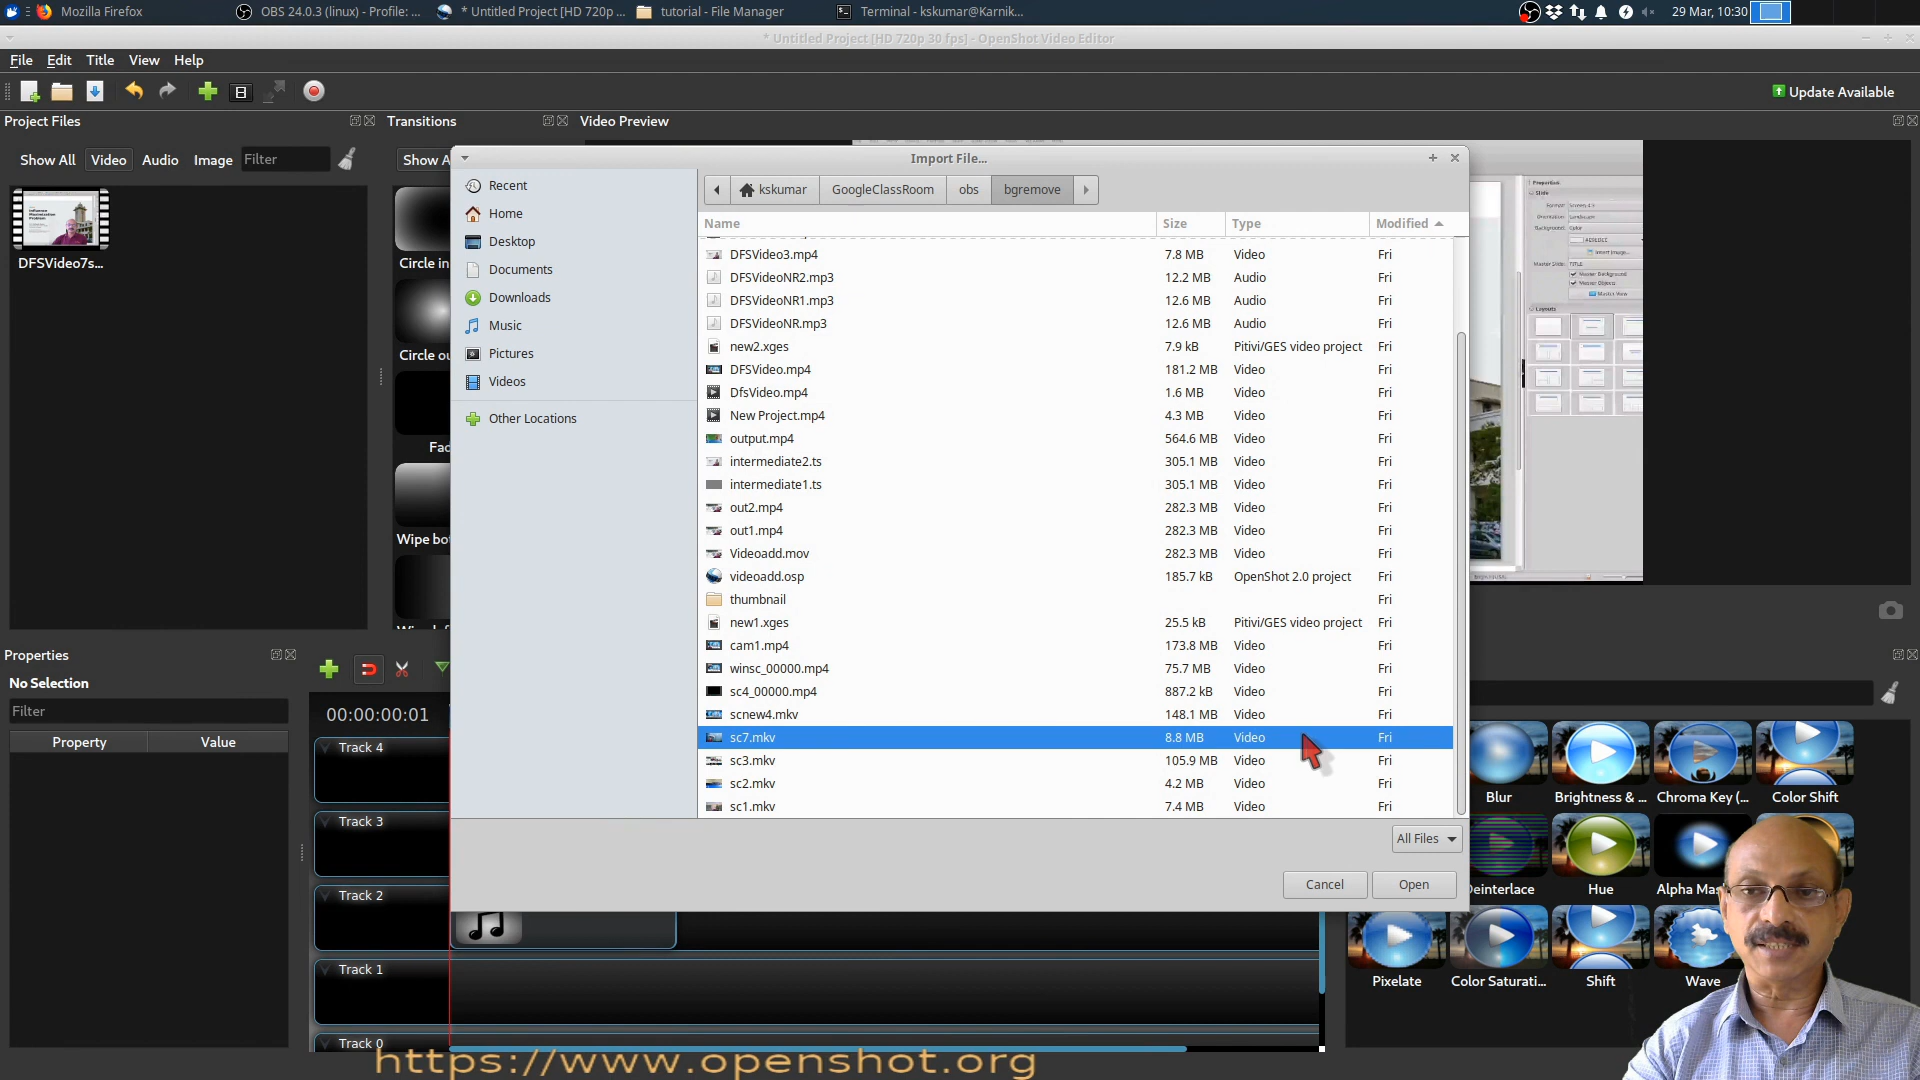 Mozilla Firefox
OBS 24.0.3 (linux) - Profile: ...
* Untitled Project [HD 720p ...
tutorial - File Manager
Terminal - kskumar@Karnik...
29 Mar, 10:30
* Untitled Project [HD 720p 30 fps] - OpenShot Video Editor
File Edit Title View Help
Update Available
Project Files
Transitions
Video Preview
Show All Video Audio Image Filter
Show A
DFSVideo7s...
Circle in
Circle ou
Fad
Wipe bo
Import File...
Recent
Home
Desktop
Documents
Downloads
Music
Pictures
Videos
Other Locations
kskumar GoogleClassRoom obs bgremove
Name Size Type Modified
DFSVideo3.mp4 7.8 MB Video Fri
DFSVideoNR2.mp3 12.2 MB Audio Fri
DFSVideoNR1.mp3 12.6 MB Audio Fri
DFSVideoNR.mp3 12.6 MB Audio Fri
new2.xges 7.9 kB Pitivi/GES video project Fri
DFSVideo.mp4 181.2 MB Video Fri
DfsVideo.mp4 1.6 MB Video Fri
New Project.mp4 4.3 MB Video Fri
output.mp4 564.6 MB Video Fri
intermediate2.ts 305.1 MB Video Fri
intermediate1.ts 305.1 MB Video Fri
out2.mp4 282.3 MB Video Fri
out1.mp4 282.3 MB Video Fri
Videoadd.mov 282.3 MB Video Fri
videoadd.osp 185.7 kB OpenShot 2.0 project Fri
thumbnail Fri
new1.xges 25.5 kB Pitivi/GES video project Fri
cam1.mp4 173.8 MB Video Fri
winsc_00000.mp4 75.7 MB Video Fri
sc4_00000.mp4 887.2 kB Video Fri
scnew4.mkv 148.1 MB Video Fri
sc7.mkv 8.8 MB Video Fri
sc3.mkv 105.9 MB Video Fri
sc2.mkv 4.2 MB Video Fri
sc1.mkv 7.4 MB Video Fri
All Files
Cancel Open
Properties
No Selection
Filter
Property Value
00:00:00:01
Track 4
Track 3
Track 2
Track 1
Track 0
Blur
Brightness & ...
Chroma Key (...
Color Shift
Deinterlace
Hue
Alpha Mas
Pixelate
Color Saturati...
Shift
Wave
https://www.openshot.org